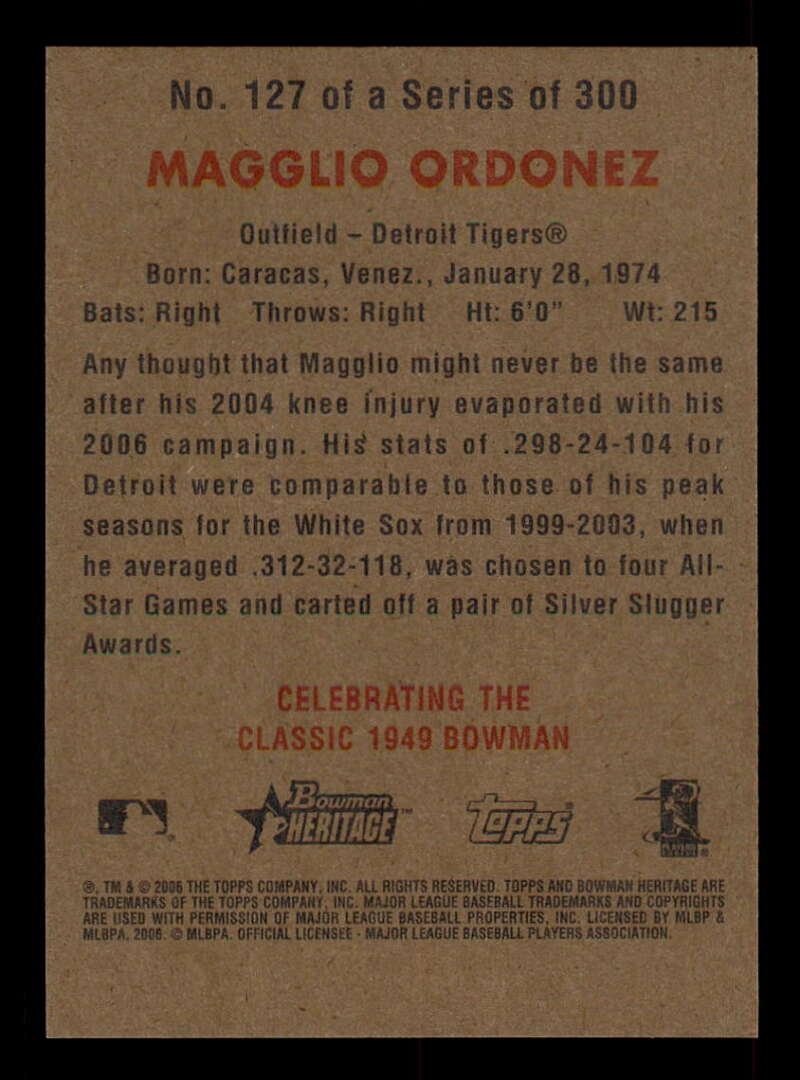 No. 127 of a Series of 300
MAGGLIO ORDONEZ
Outfield – Detroit Tigers®
Born: Caracas, Venez., January 28, 1974
Bats: Right Throws: Right Ht: 6'0" Wt: 215
Any thought that Magglio might never be the same
after his 2004 knee injury evaporated with his
2006 campaign. His stats of .298-24-104 for
Detroit were comparable to those of his peak
seasons for the White Sox from 1999-2003, when
he averaged .312-32-118, was chosen to four All-
Star Games and carted off a pair of Silver Slugger
Awards.
CELEBRATING THE
CLASSIC 1949 BOWMAN
Bowman HERITAGE™ Topps®
®, TM & © 2006 THE TOPPS COMPANY, INC. ALL RIGHTS RESERVED. TOPPS AND BOWMAN HERITAGE ARE
TRADEMARKS OF THE TOPPS COMPANY, INC. MAJOR LEAGUE BASEBALL TRADEMARKS AND COPYRIGHTS
ARE USED WITH PERMISSION OF MAJOR LEAGUE BASEBALL PROPERTIES, INC. LICENSED BY MLBP &
MLBPA, 2006. © MLBPA. OFFICIAL LICENSEE - MAJOR LEAGUE BASEBALL PLAYERS ASSOCIATION.